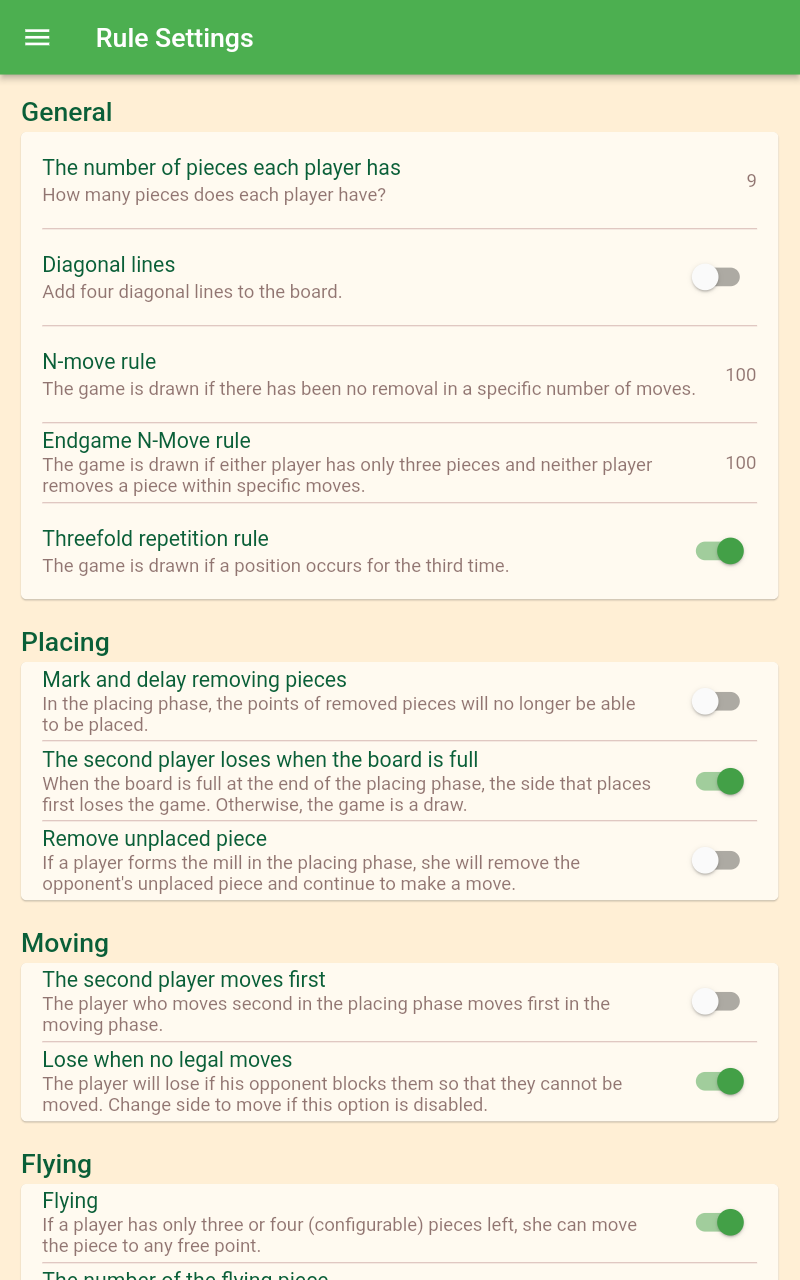 Rule Settings
General
The number of pieces each player has
How many pieces does each player have?
9
Diagonal lines
Add four diagonal lines to the board.
N-move rule
The game is drawn if there has been no removal in a specific number of moves.
100
Endgame N-Move rule
The game is drawn if either player has only three pieces and neither player
removes a piece within specific moves.
100
Threefold repetition rule
The game is drawn if a position occurs for the third time.
Placing
Mark and delay removing pieces
In the placing phase, the points of removed pieces will no longer be able
to be placed.
The second player loses when the board is full
When the board is full at the end of the placing phase, the side that places
first loses the game. Otherwise, the game is a draw.
Remove unplaced piece
If a player forms the mill in the placing phase, she will remove the
opponent's unplaced piece and continue to make a move.
Moving
The second player moves first
The player who moves second in the placing phase moves first in the
moving phase.
Lose when no legal moves
The player will lose if his opponent blocks them so that they cannot be
moved. Change side to move if this option is disabled.
Flying
Flying
If a player has only three or four (configurable) pieces left, she can move
the piece to any free point.
The number of the flying piece